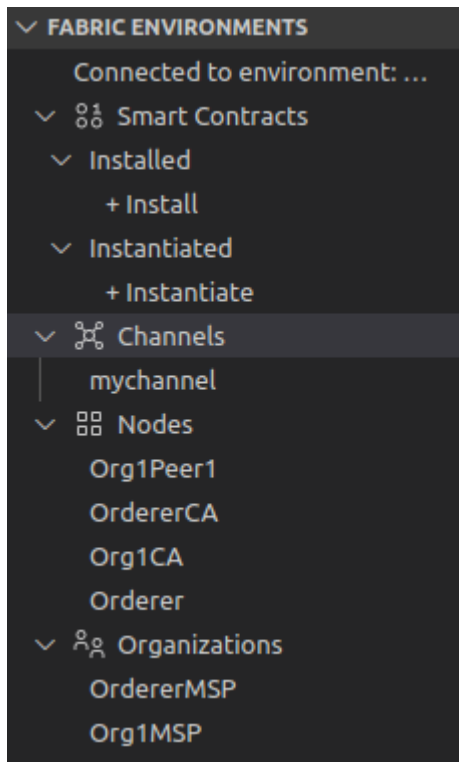 FABRIC ENVIRONMENTS
Connected to environment: ...
Smart Contracts
Installed
+ Install
Instantiated
+ Instantiate
Channels
mychannel
Nodes
Org1Peer1
OrdererCA
Org1CA
Orderer
Organizations
OrdererMSP
Org1MSP